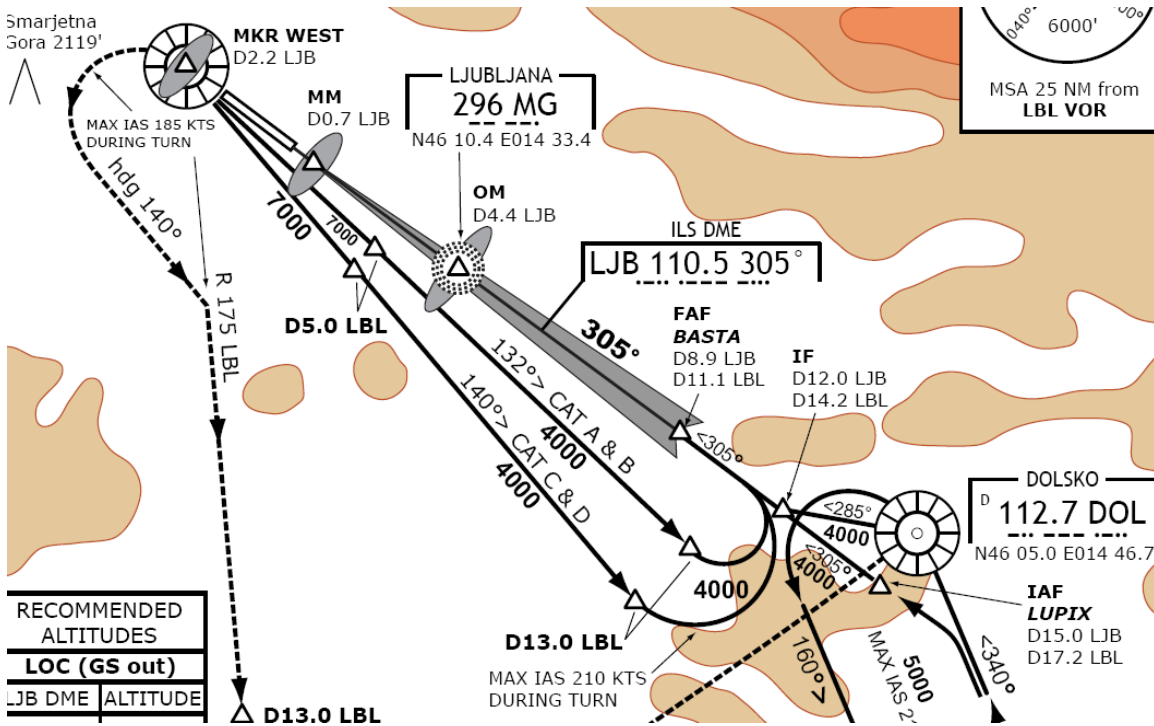 Smarjetna
Gora 2119'
MKR WEST
D2.2 LJB
MM
D0.7 LJB
MAX IAS 185 KTS
DURING TURN
LJUBLJANA
296 MG
N46 10.4 E014 33.4
6000'
040°
MSA 25 NM from
LBL VOR
OM
D4.4 LJB
hdg 140°
7000
7000
ILS DME
LJB 110.5 305°
R 175 LBL
D5.0 LBL
305°
FAF
BASTA
D8.9 LJB
D11.1 LBL
IF
D12.0 LJB
D14.2 LBL
132°> CAT A & B
4000
140°> CAT C & D
4000
<305°
DOLSKO
D 112.7 DOL
N46 05.0 E014 46.7
<285°
4000
<305°
4000
4000
IAF
LUPIX
D15.0 LJB
D17.2 LBL
D13.0 LBL
MAX IAS 210 KTS
DURING TURN
160°>
5000
MAX IAS
<340°
RECOMMENDED
ALTITUDES
LOC (GS out)
LJB DME
ALTITUDE
D13.0 LBL